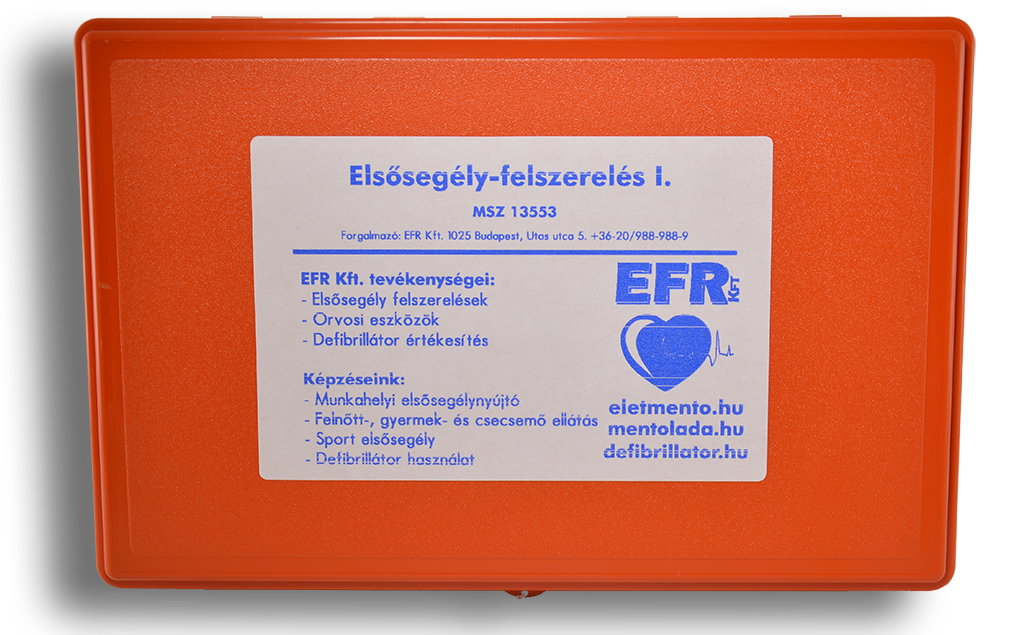 Elsősegély-felszerelés I.
MSZ 13553
Forgalmazó: EFR Kft. 1025 Budapest, Utas utca 5. +36-20/988-988-9
EFR Kft. tevékenységei:
- Elsősegély felszerelések
- Orvosi eszközök
- Defibrillátor értékesítés
Képzéseink:
- Munkahelyi elsősegélynyújtó
- Felnőtt-, gyermek- és csecsemő ellátás
- Sport elsősegély
- Defibrillátor használat
EFR KFT
eletmento.hu
mentolada.hu
defibrillator.hu